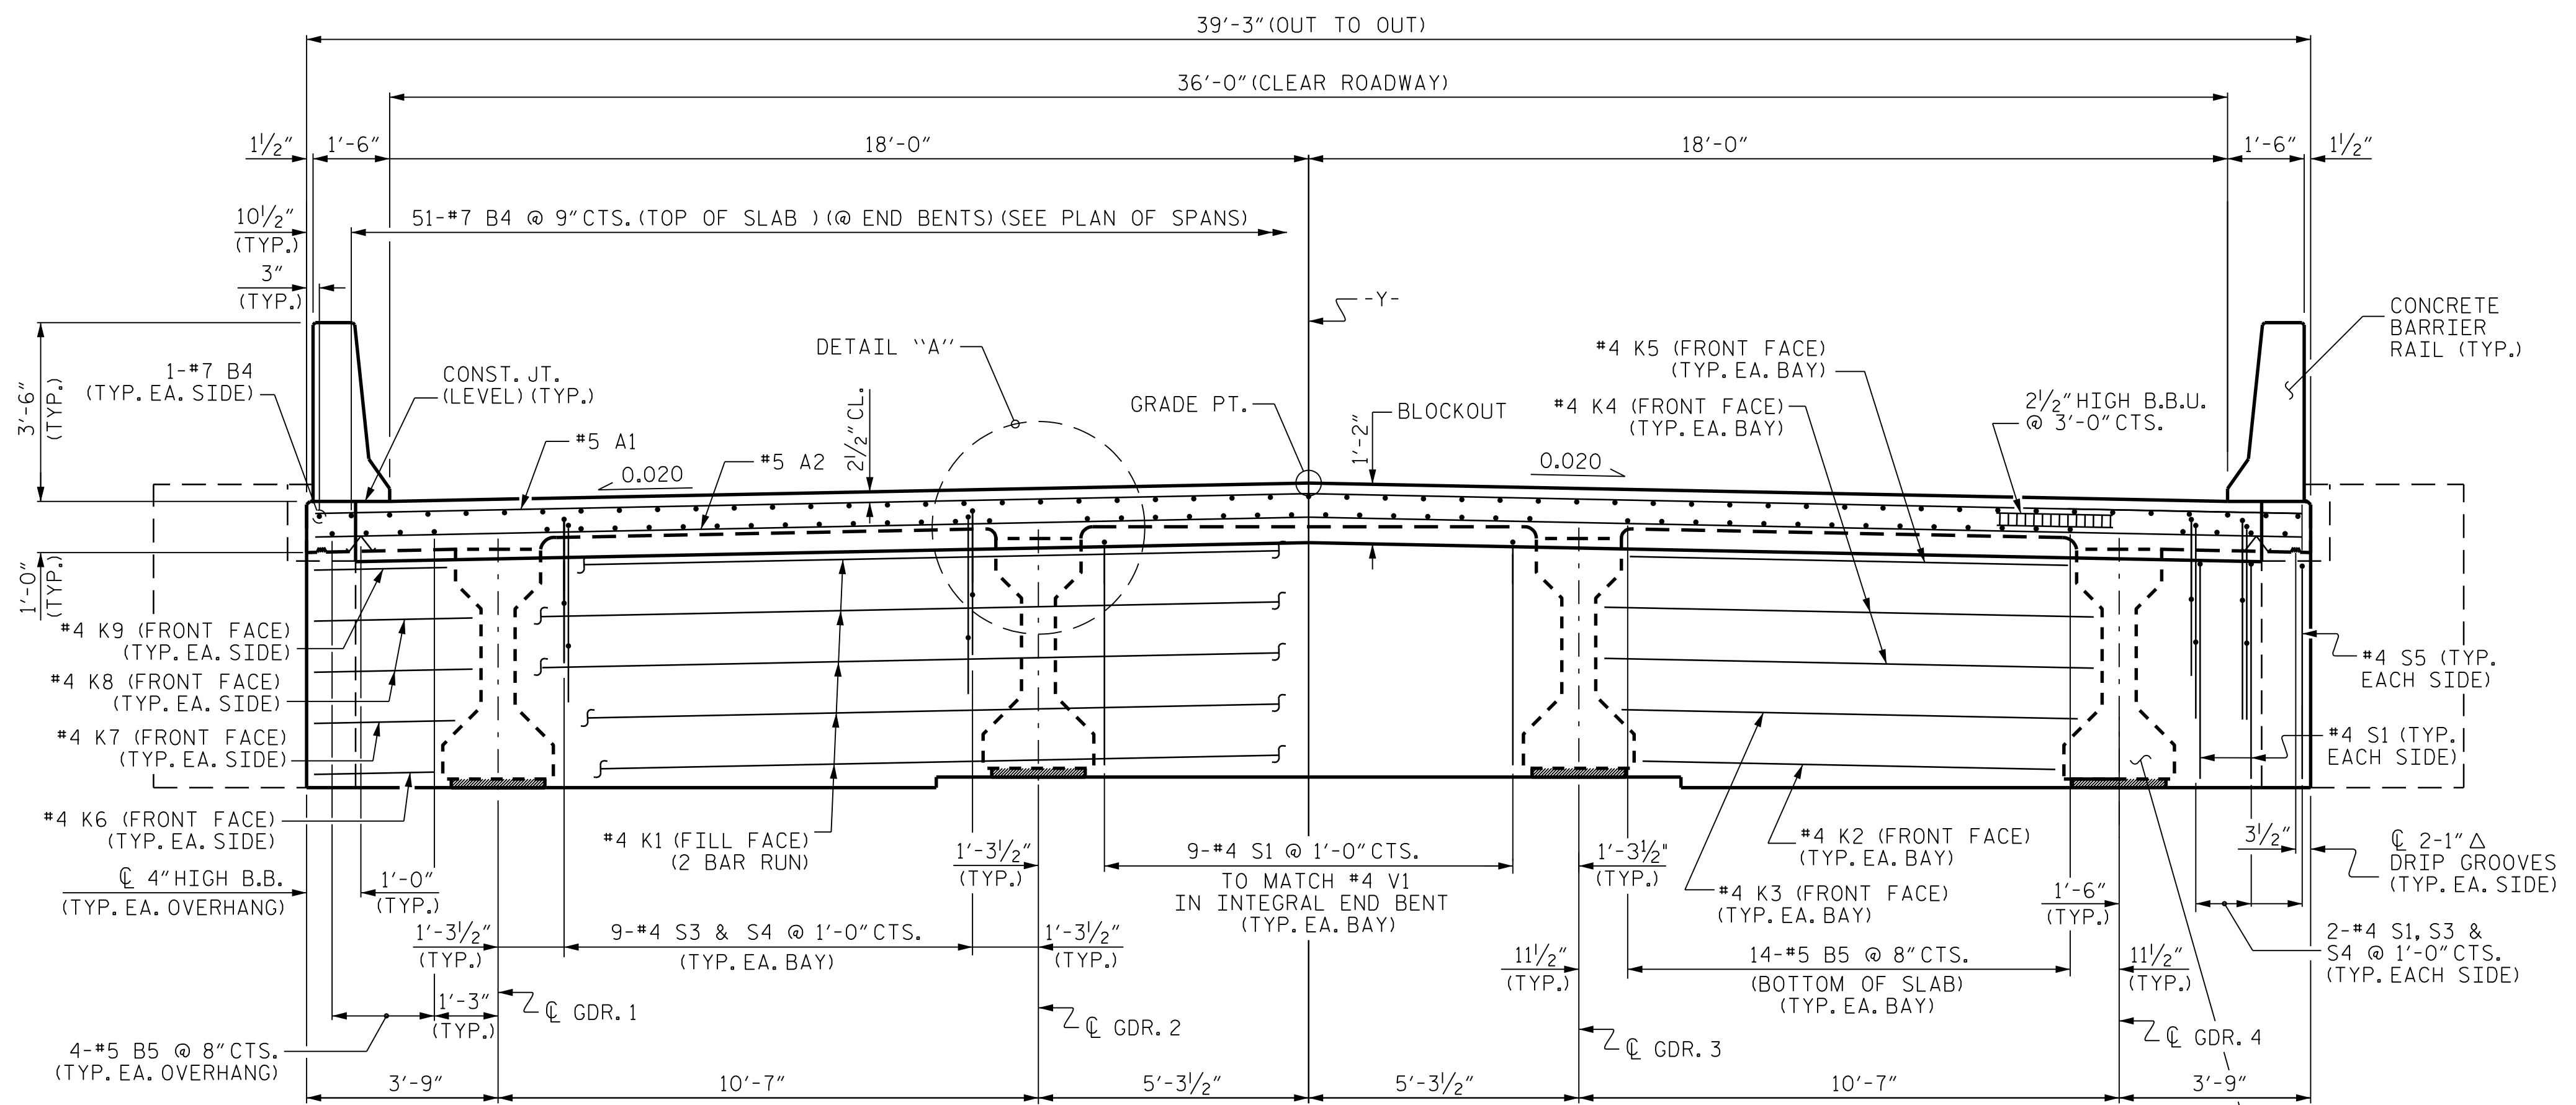 39'-3" (OUT TO OUT)
36'-0" (CLEAR ROADWAY)
1½"
1'-6"
18'-0"
18'-0"
1'-6"
1½"
10½"
(TYP.)
51-#7 B4 @ 9" CTS. (TOP OF SLAB ) (@ END BENTS) (SEE PLAN OF SPANS)
3"
(TYP.)
-Y-
CONCRETE
BARRIER
RAIL (TYP.)
DETAIL "A"
#4 K5 (FRONT FACE)
(TYP. EA. BAY)
1-#7 B4
(TYP. EA. SIDE)
CONST. JT.
(LEVEL) (TYP.)
3'-6"
(TYP.)
2½" CL.
GRADE PT.
1'-2"
BLOCKOUT
#4 K4 (FRONT FACE)
(TYP. EA. BAY)
2½" HIGH B.B.U.
@ 3'-0" CTS.
#5 A1
#5 A2
0.020
0.020
1'-0"
(TYP.)
#4 K9 (FRONT FACE)
(TYP. EA. SIDE)
#4 K8 (FRONT FACE)
(TYP. EA. SIDE)
#4 K7 (FRONT FACE)
(TYP. EA. SIDE)
#4 K6 (FRONT FACE)
(TYP. EA. SIDE)
#4 S5 (TYP.
EACH SIDE)
#4 S1 (TYP.
EACH SIDE)
#4 K1 (FILL FACE)
(2 BAR RUN)
1'-3½"
(TYP.)
9-#4 S1 @ 1'-0" CTS.
TO MATCH #4 V1
IN INTEGRAL END BENT
(TYP. EA. BAY)
1'-3½"
(TYP.)
#4 K2 (FRONT FACE)
(TYP. EA. BAY)
#4 K3 (FRONT FACE)
(TYP. EA. BAY)
3½"
℄ 2-1" △
DRIP GROOVES
(TYP. EA. SIDE)
℄ 4" HIGH B.B.
(TYP. EA. OVERHANG)
1'-0"
(TYP.)
1'-6"
(TYP.)
1'-3½"
(TYP.)
9-#4 S3 & S4 @ 1'-0" CTS.
(TYP. EA. BAY)
1'-3½"
(TYP.)
11½"
(TYP.)
14-#5 B5 @ 8" CTS.
(BOTTOM OF SLAB)
(TYP. EA. BAY)
11½"
(TYP.)
2-#4 S1, S3 &
S4 @ 1'-0" CTS.
(TYP. EACH SIDE)
1'-3"
(TYP.)
℄ GDR. 1
℄ GDR. 2
℄ GDR. 3
℄ GDR. 4
4-#5 B5 @ 8" CTS.
(TYP. EA. OVERHANG)
3'-9"
10'-7"
5'-3½"
5'-3½"
10'-7"
3'-9"